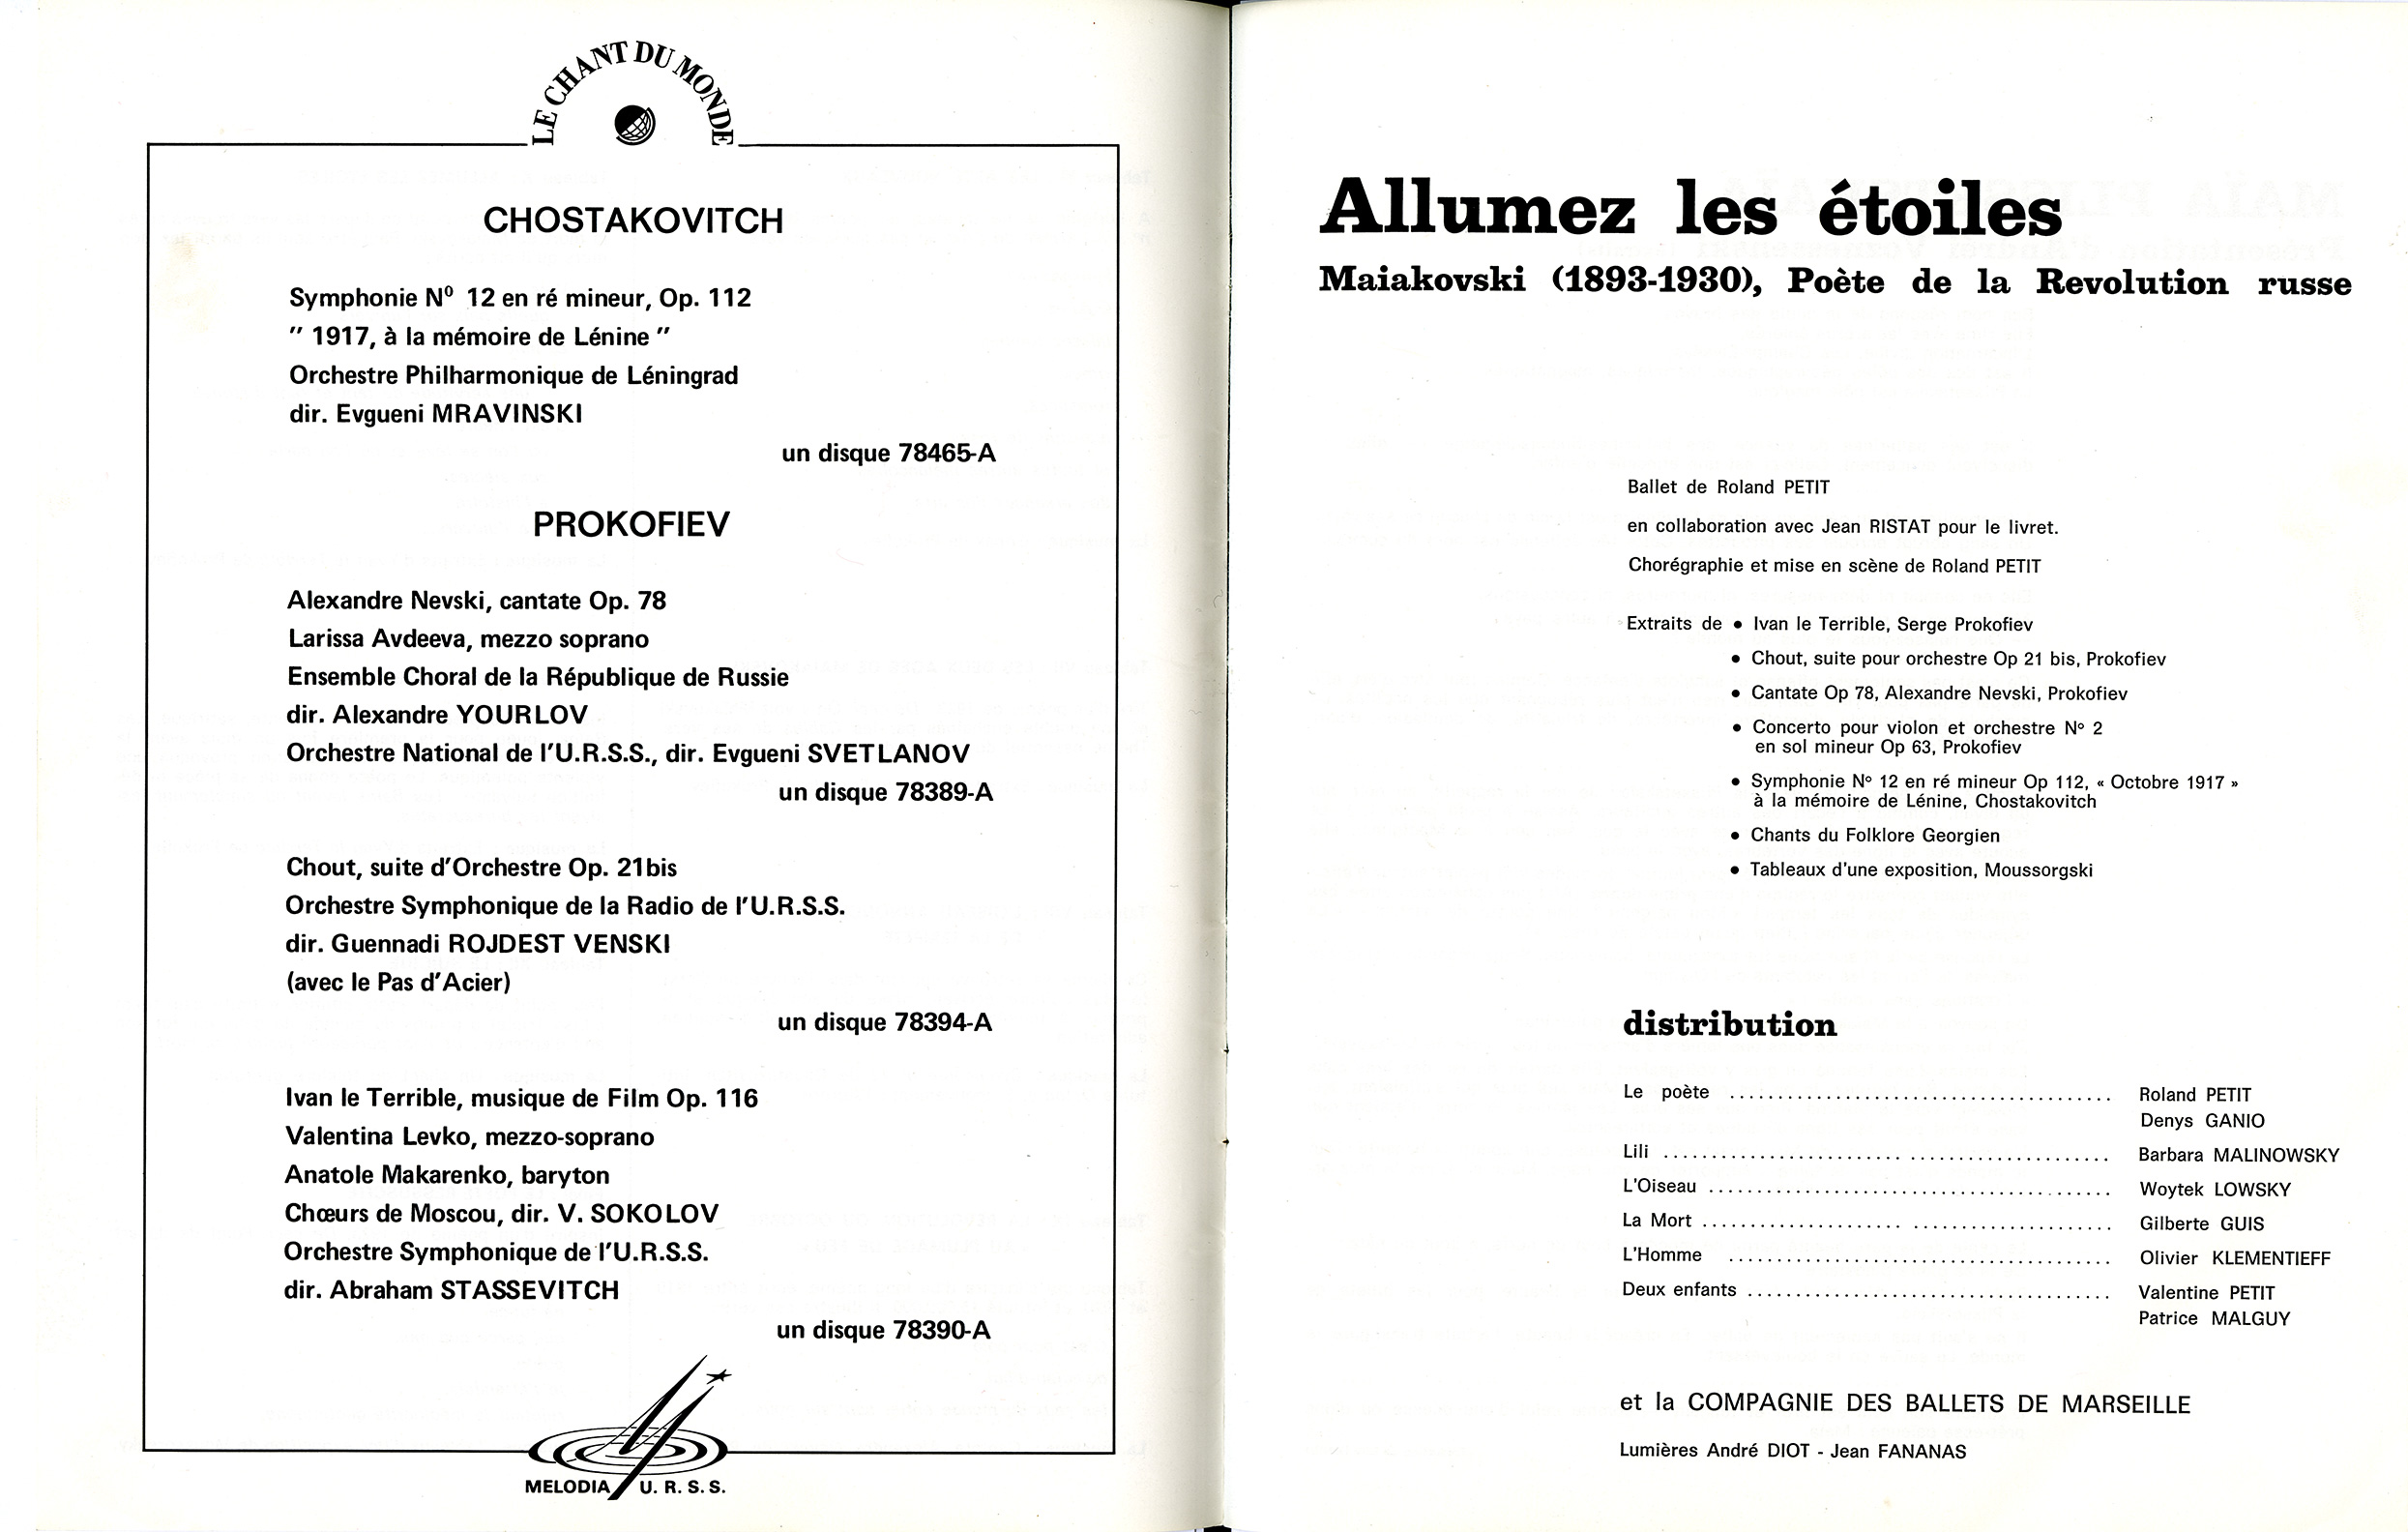 LE CHANT DU MONDE
CHOSTAKOVITCH
Symphonie Nº 12 en ré mineur, Op. 112
" 1917, à la mémoire de Lénine "
Orchestre Philharmonique de Léningrad
dir. Evgueni MRAVINSKI
un disque 78465-A
PROKOFIEV
Alexandre Nevski, cantate Op. 78
Larissa Avdeeva, mezzo soprano
Ensemble Choral de la République de Russie
dir. Alexandre YOURLOV
Orchestre National de l'U.R.S.S., dir. Evgueni SVETLANOV
un disque 78389-A
Chout, suite d'Orchestre Op. 21bis
Orchestre Symphonique de la Radio de l'U.R.S.S.
dir. Guennadi ROJDEST VENSKI
(avec le Pas d'Acier)
un disque 78394-A
Ivan le Terrible, musique de Film Op. 116
Valentina Levko, mezzo-soprano
Anatole Makarenko, baryton
Chœurs de Moscou, dir. V. SOKOLOV
Orchestre Symphonique de l'U.R.S.S.
dir. Abraham STASSEVITCH
un disque 78390-A
MELODIA U. R. S. S.
Allumez les étoiles
Maiakovski (1893-1930), Poète de la Revolution russe
Ballet de Roland PETIT
en collaboration avec Jean RISTAT pour le livret.
Chorégraphie et mise en scène de Roland PETIT
Extraits de • Ivan le Terrible, Serge Prokofiev
• Chout, suite pour orchestre Op 21 bis, Prokofiev
• Cantate Op 78, Alexandre Nevski, Prokofiev
• Concerto pour violon et orchestre Nº 2
en sol mineur Op 63, Prokofiev
• Symphonie Nº 12 en ré mineur Op 112, « Octobre 1917 »
à la mémoire de Lénine, Chostakovitch
• Chants du Folklore Georgien
• Tableaux d'une exposition, Moussorgski
distribution
Le poète ........................................ Roland PETIT
Denys GANIO
Lili ........................................ Barbara MALINOWSKY
L'Oiseau ........................................ Woytek LOWSKY
La Mort ........................................ Gilberte GUIS
L'Homme ........................................ Olivier KLEMENTIEFF
Deux enfants ...................................... Valentine PETIT
Patrice MALGUY
et la COMPAGNIE DES BALLETS DE MARSEILLE
Lumières André DIOT - Jean FANANAS